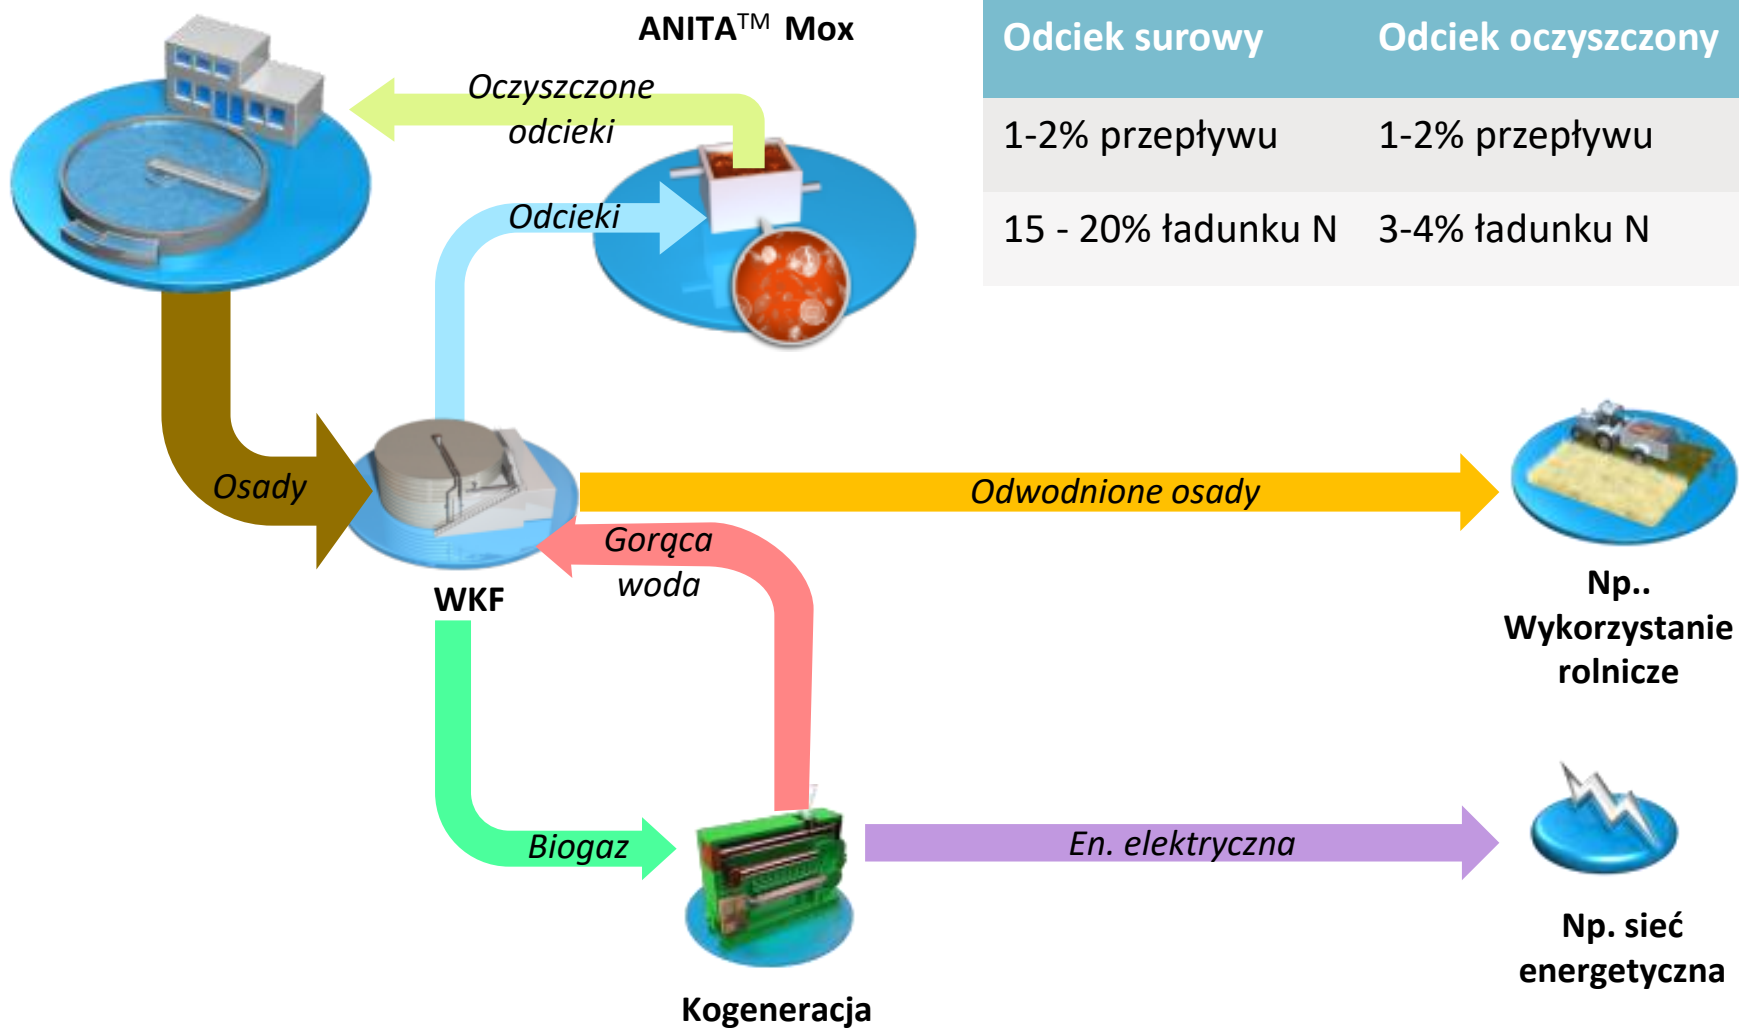 ANITA™ Mox
Odciek surowy Odciek oczyszczony
1-2% przepływu 1-2% przepływu
15 - 20% ładunku N 3-4% ładunku N
Oczyszczone
odcieki
Odcieki
Osady
Odwodnione osady
Gorąca
woda
WKF
Np..
Wykorzystanie
rolnicze
Biogaz
En. elektryczna
Np. sieć
energetyczna
Kogeneracja